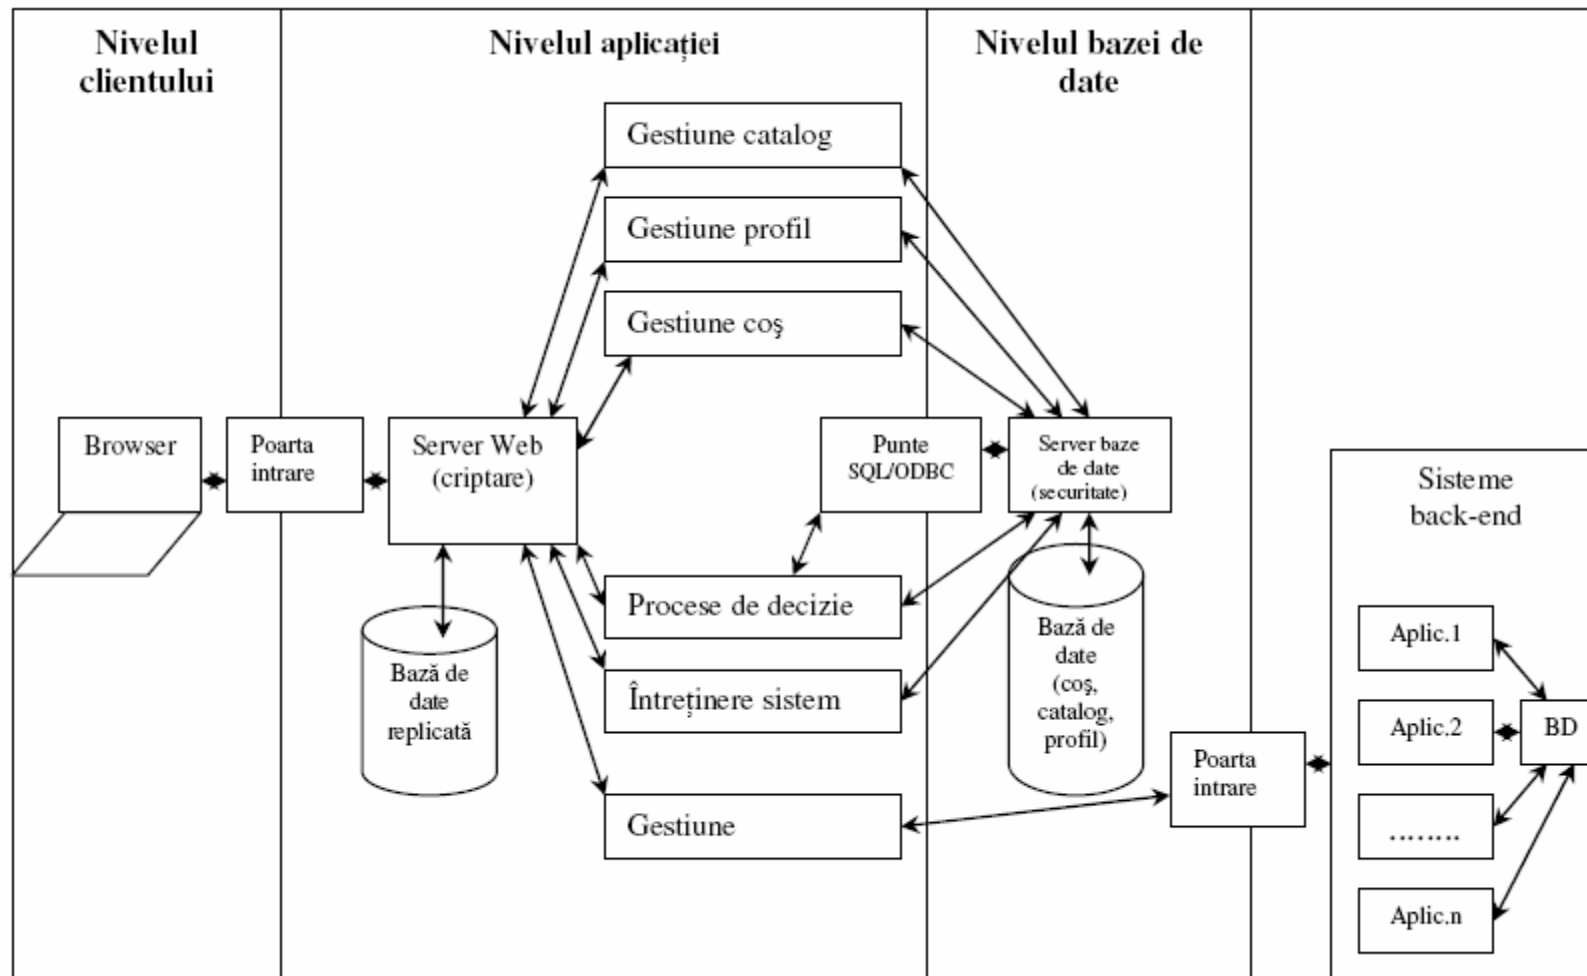 Nivelul
clientului
Nivelul aplicației
Nivelul bazei de
date
Gestiune catalog
Gestiune profil
Gestiune coş
Browser
Poarta
intrare
Server Web
(criptare)
Punte
SQL/ODBC
Server baze
de date
(securitate)
Sisteme
back-end
Procese de decizie
Întreținere sistem
Gestiune
Bază de
date
replicată
Bază de
date
(coş,
catalog,
profil)
Poarta
intrare
Aplic.1
Aplic.2
BD
........
Aplic.n